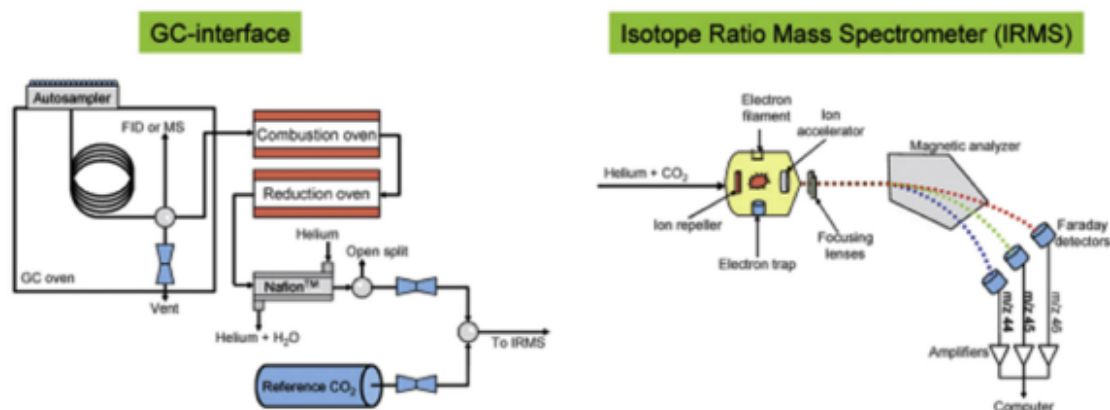 GC-interface
Autosampler
FID or MS
Combustion oven
Reduction oven
Helium
Open split
GC oven
Nafion™
Vent
Helium + H₂O
To IRMS
Reference CO₂
Isotope Ratio Mass Spectrometer (IRMS)
Electron
filament
Ion
accelerator
Magnetic analyzer
Helium + CO₂
Ion repeller
Focusing
lenses
Faraday
detectors
Electron trap
m/z 44
m/z 45
m/z 46
Amplifiers
Computer